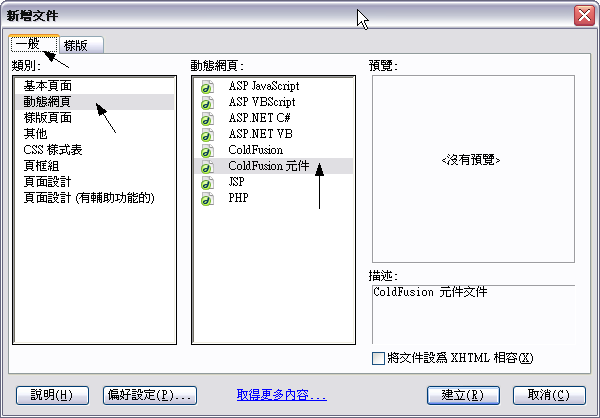 新增文件
一般
樣版
類別:
基本頁面
動態網頁
樣版頁面
其他
CSS 樣式表
頁框組
頁面設計
頁面設計 (有輔助功能的)
動態網頁:
ASP JavaScript
ASP VBScript
ASP.NET C#
ASP.NET VB
ColdFusion
ColdFusion 元件
JSP
PHP
預覽:
<沒有預覽>
描述:
ColdFusion 元件文件
將文件設為 XHTML 相容(X)
說明(H)
偏好設定(P)...
取得更多內容...
建立(R)
取消(C)